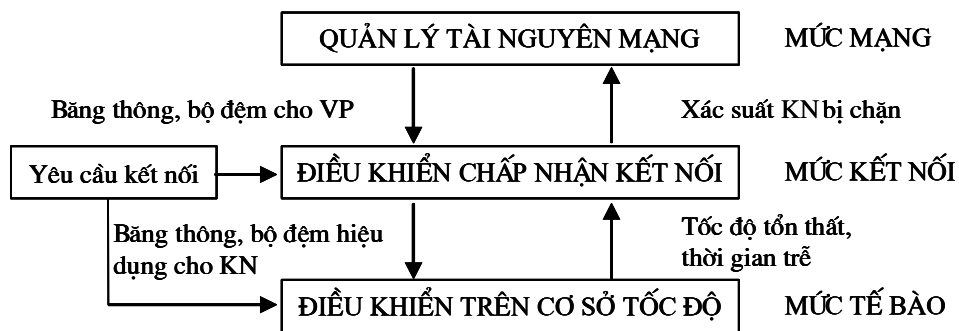 QUẢN LÝ TÀI NGUYÊN MẠNG
MỨC MẠNG
Băng thông, bộ đệm cho VP
Xác suất KN bị chặn
Yêu cầu kết nối
ĐIỀU KHIỂN CHẤP NHẬN KẾT NỐI
MỨC KẾT NỐI
Băng thông, bộ đệm hiệu
dụng cho KN
Tốc độ tổn thất,
thời gian trễ
ĐIỀU KHIỂN TRÊN CƠ SỞ TỐC ĐỘ
MỨC TẾ BÀO